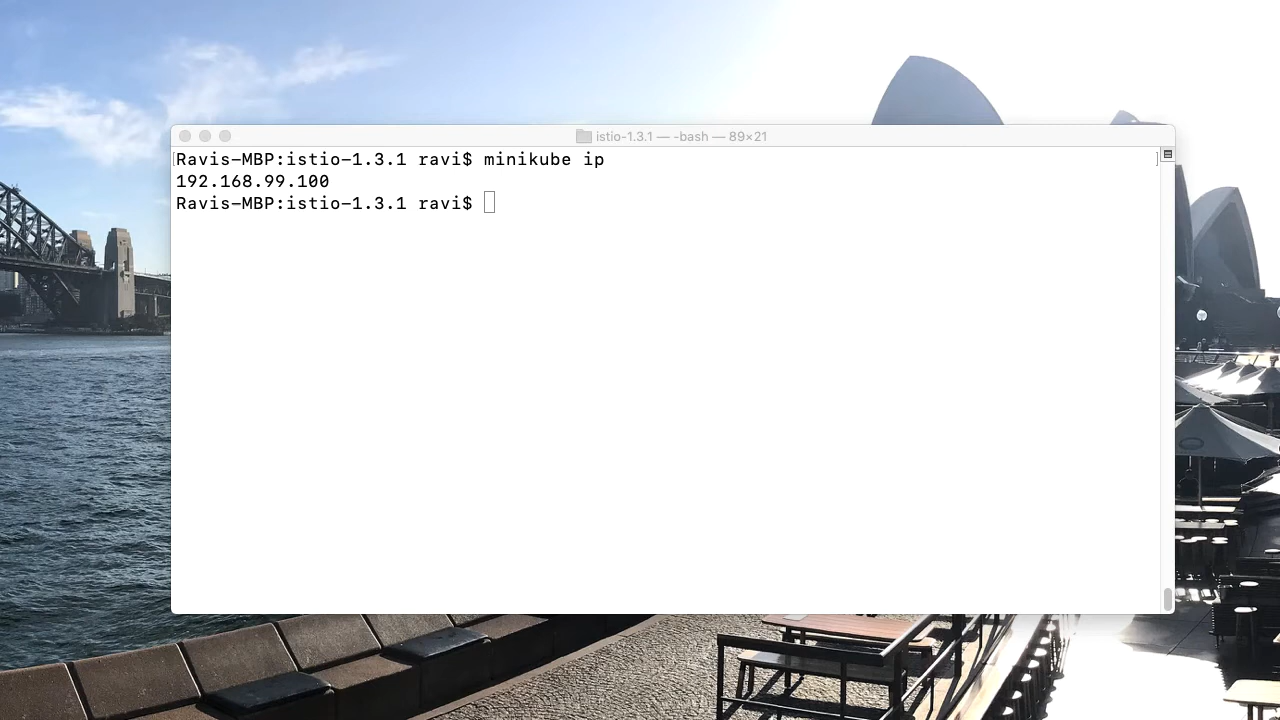 istio-1.3.1 — -bash — 89×21
Ravis-MBP:istio-1.3.1 ravi$ minikube ip
192.168.99.100
Ravis-MBP:istio-1.3.1 ravi$